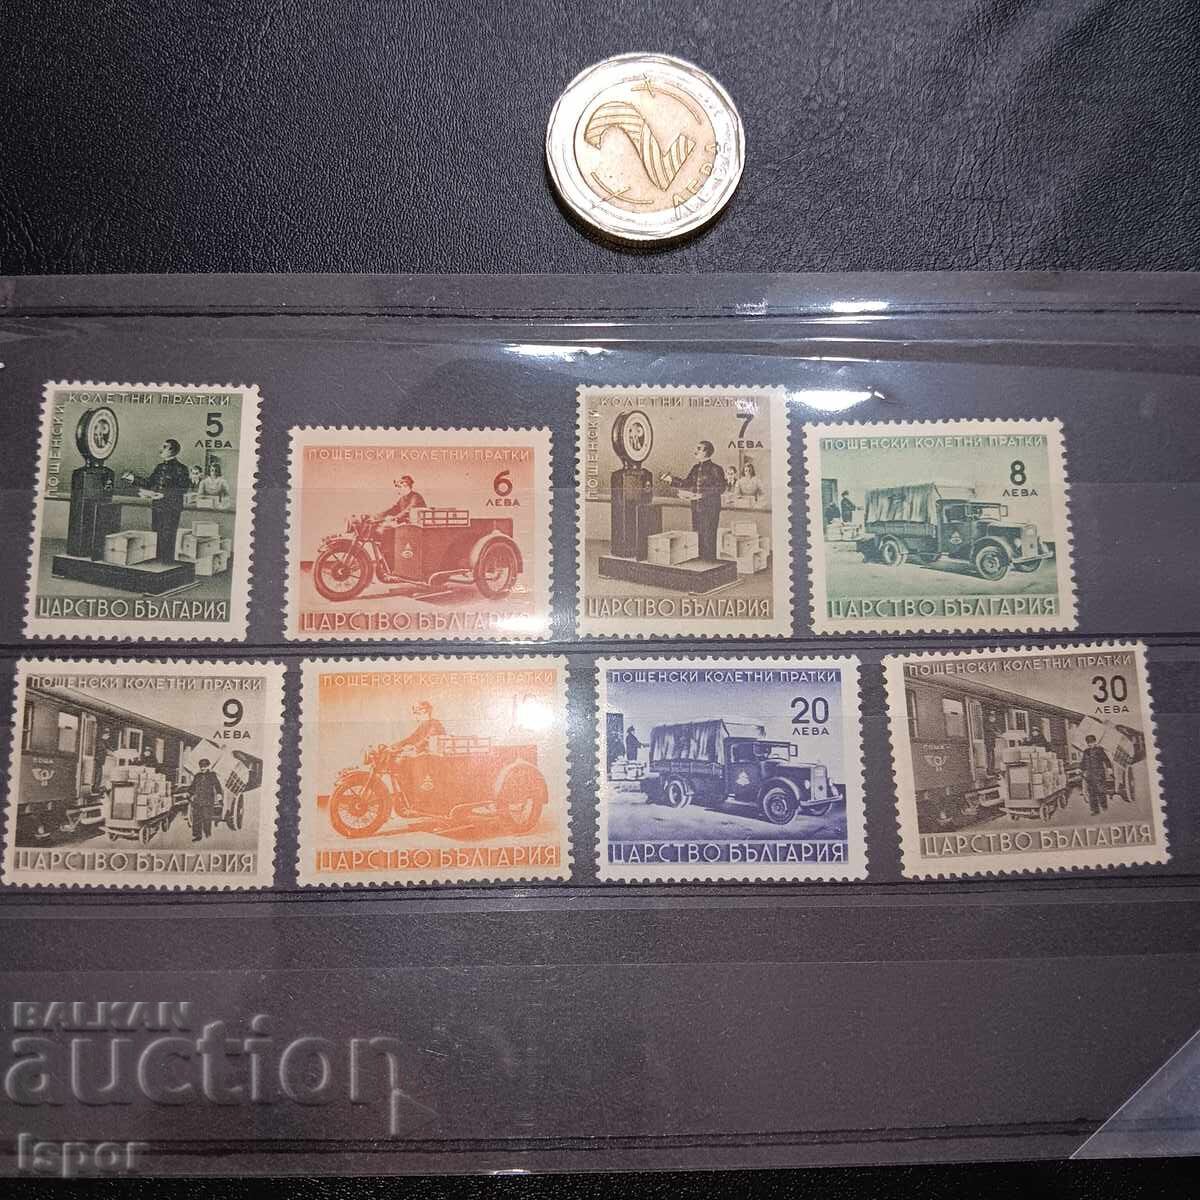 2
ЛЕВА
ПОЩЕНСКИ КОЛЕТНИ ПРАТКИ
5
ЛЕВА
ЦАРСТВО БЪЛГАРИЯ
ПОЩЕНСКИ КОЛЕТНИ ПРАТКИ
6
ЛЕВА
ЦАРСТВО БЪЛГАРИЯ
ПОЩЕНСКИ КОЛЕТНИ ПРАТКИ
7
ЛЕВА
ЦАРСТВО БЪЛГАРИЯ
ПОЩЕНСКИ КОЛЕТНИ ПРАТКИ
8
ЛЕВА
ЦАРСТВО БЪЛГАРИЯ
ПОЩЕНСКИ КОЛЕТНИ ПРАТКИ
9
ЛЕВА
ПОЩА
ЦАРСТВО БЪЛГАРИЯ
ПОЩЕНСКИ КОЛЕТНИ ПРАТКИ
ЦАРСТВО БЪЛГАРИЯ
ПОЩЕНСКИ КОЛЕТНИ ПРАТКИ
20
ЛЕВА
ЦАРСТВО БЪЛГАРИЯ
ПОЩЕНСКИ КОЛЕТНИ ПРАТКИ
30
ЛЕВА
ПОЩА
ЦАРСТВО БЪЛГАРИЯ
BALKAN
auction
Ispor